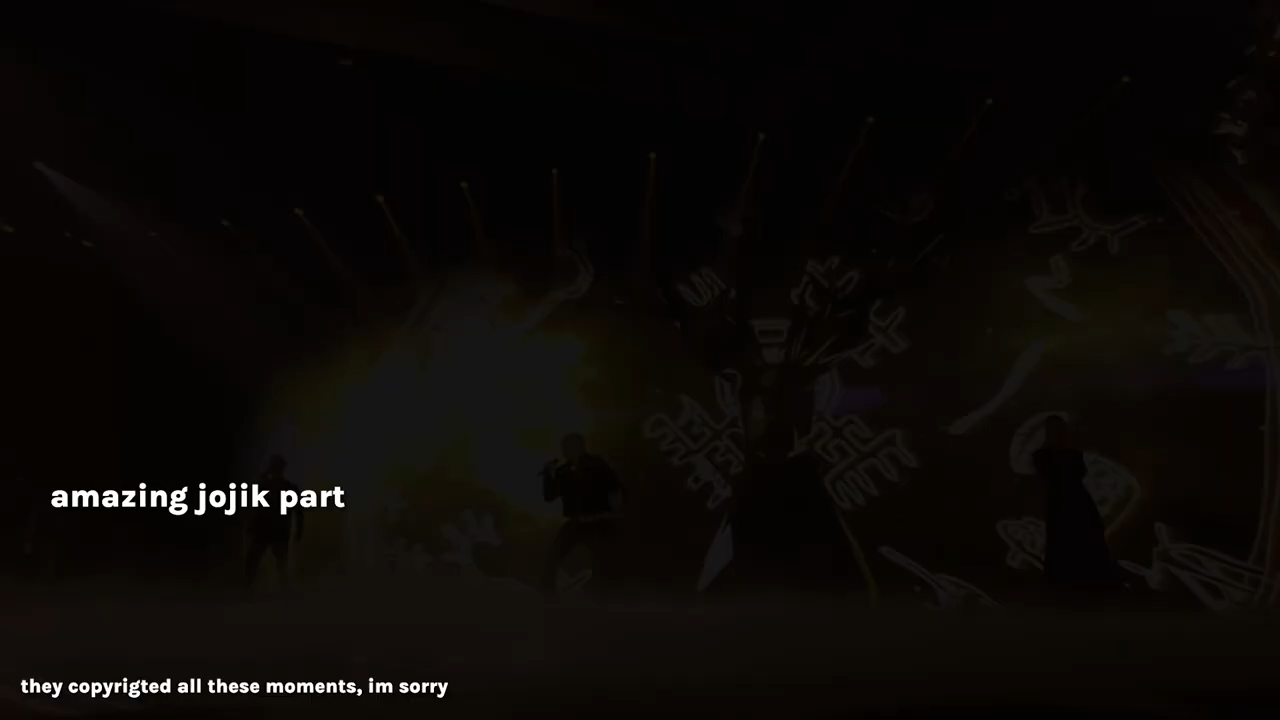 amazing jojik part
they copyrigted all these moments, im sorry